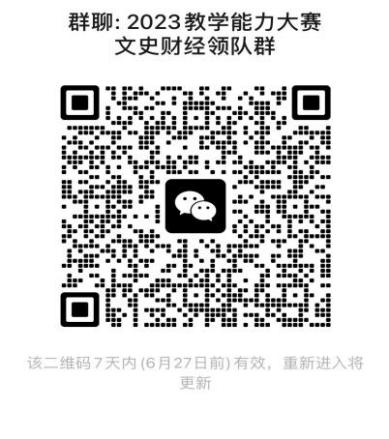 群聊: 2023教学能力大赛
文史财经领队群
该二维码7天内(6月27日前)有效，重新进入将
更新